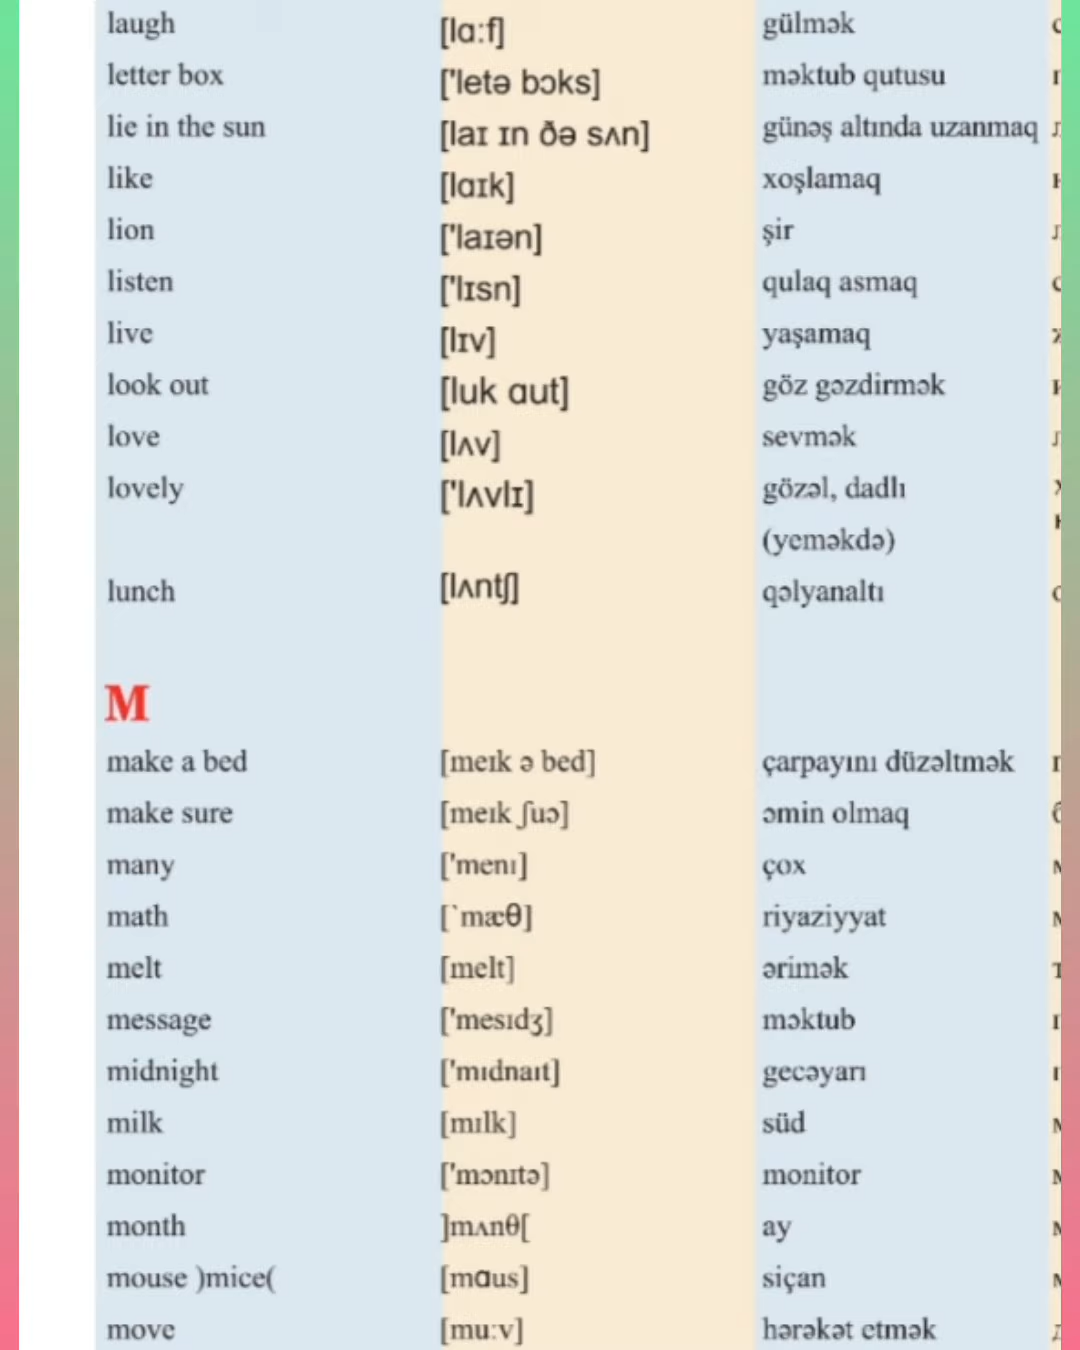 laugh [lɑ:f] gülmək
letter box ['letə bɔks] məktub qutusu
lie in the sun [laɪ ɪn ðə sʌn] günəş altında uzanmaq
like [lɑɪk] xoşlamaq
lion ['laɪən] şir
listen ['lɪsn] qulaq asmaq
live [lɪv] yaşamaq
look out [luk ɑut] göz gəzdirmək
love [lʌv] sevmək
lovely ['lʌvlɪ] gözəl, dadlı
(yeməkdə)
lunch [lʌntʃ] qəlyanaltı
M
make a bed [meɪk ə bed] çarpayını düzəltmək
make sure [meɪk ʃuə] əmin olmaq
many ['menɪ] çox
math [`mæθ] riyaziyyat
melt [melt] ərimək
message ['mesɪdʒ] məktub
midnight ['mɪdnaɪt] gecəyarı
milk [mɪlk] süd
monitor ['mɔnɪtə] monitor
month ]mʌnθ[ ay
mouse )mice( [mɑus] siçan
move [mu:v] hərəkət etmək